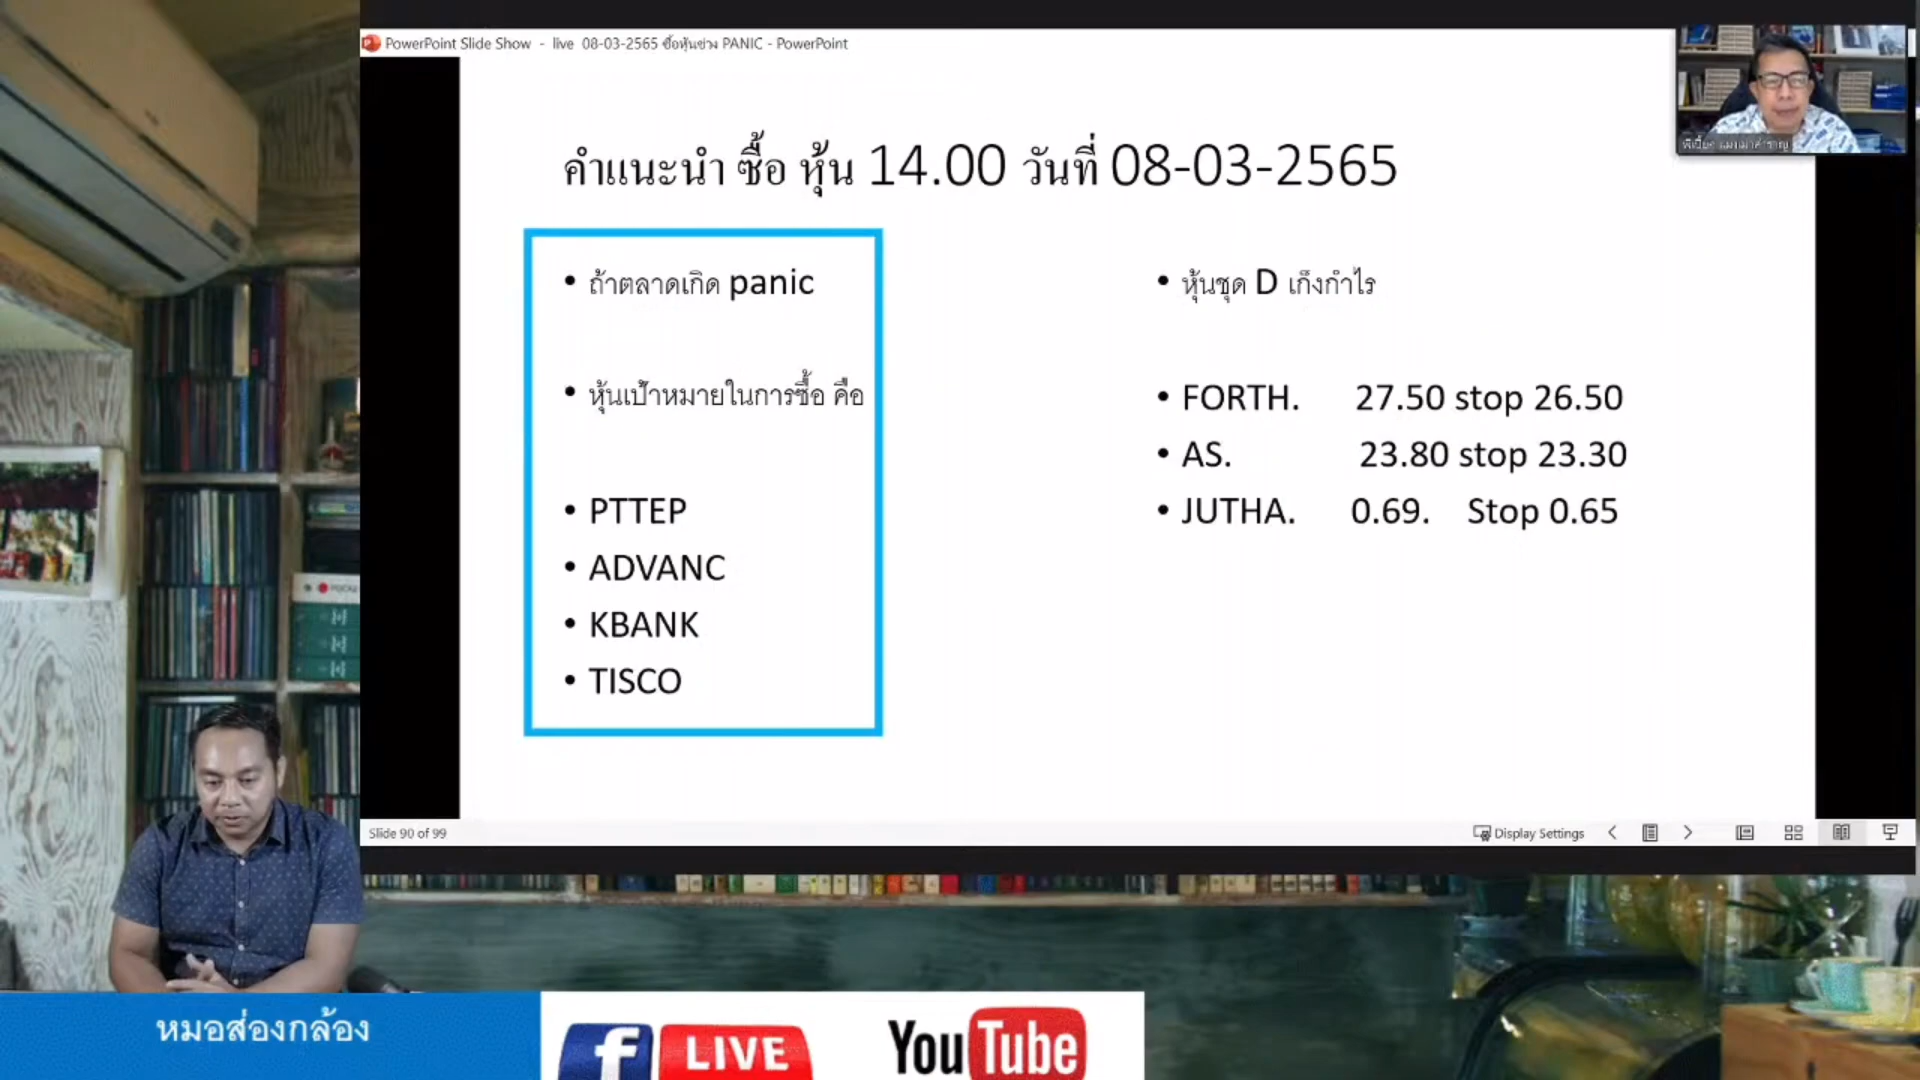 PowerPoint Slide Show - live 08-03-2565 ซื้อหุ้นช่วง PANIC - PowerPoint
คำแนะนำ ซื้อ หุ้น 14.00 วันที่ 08-03-2565
• ถ้าตลาดเกิด panic
• หุ้นเป้าหมายในการซื้อ คือ
• PTTEP
• ADVANC
• KBANK
• TISCO
• หุ้นชุด D เก็งกำไร
• FORTH. 27.50 stop 26.50
• AS. 23.80 stop 23.30
• JUTHA. 0.69. Stop 0.65
Slide 90 of 99
Display Settings
หมอส่องกล้อง
f LIVE
YouTube